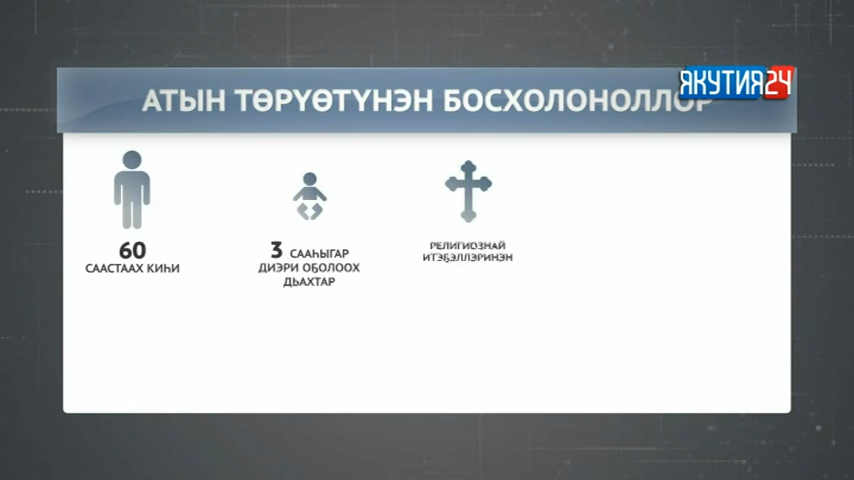 АТЫН ТӨРҮӨТҮНЭН БОСХОЛОНОЛЛОР
ЯКУТИЯ24
60
СААСТААХ КИҺИ
3 СААҺЫГАР
ДИЭРИ ОҔОЛООХ
ДЬАХТАР
РЕЛИГИОЗНАЙ
ИТЭҔЭЛЛЭРИНЭН